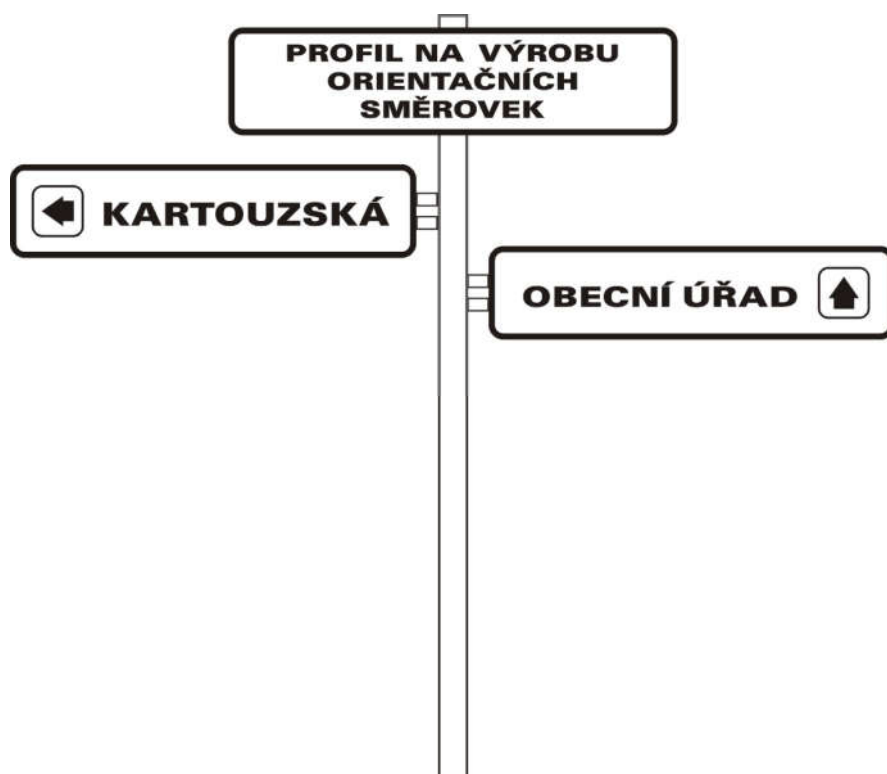 PROFIL NA VÝROBU
ORIENTAČNÍCH
SMĚROVEK
KARTOUZSKÁ
OBECNÍ ÚŘAD